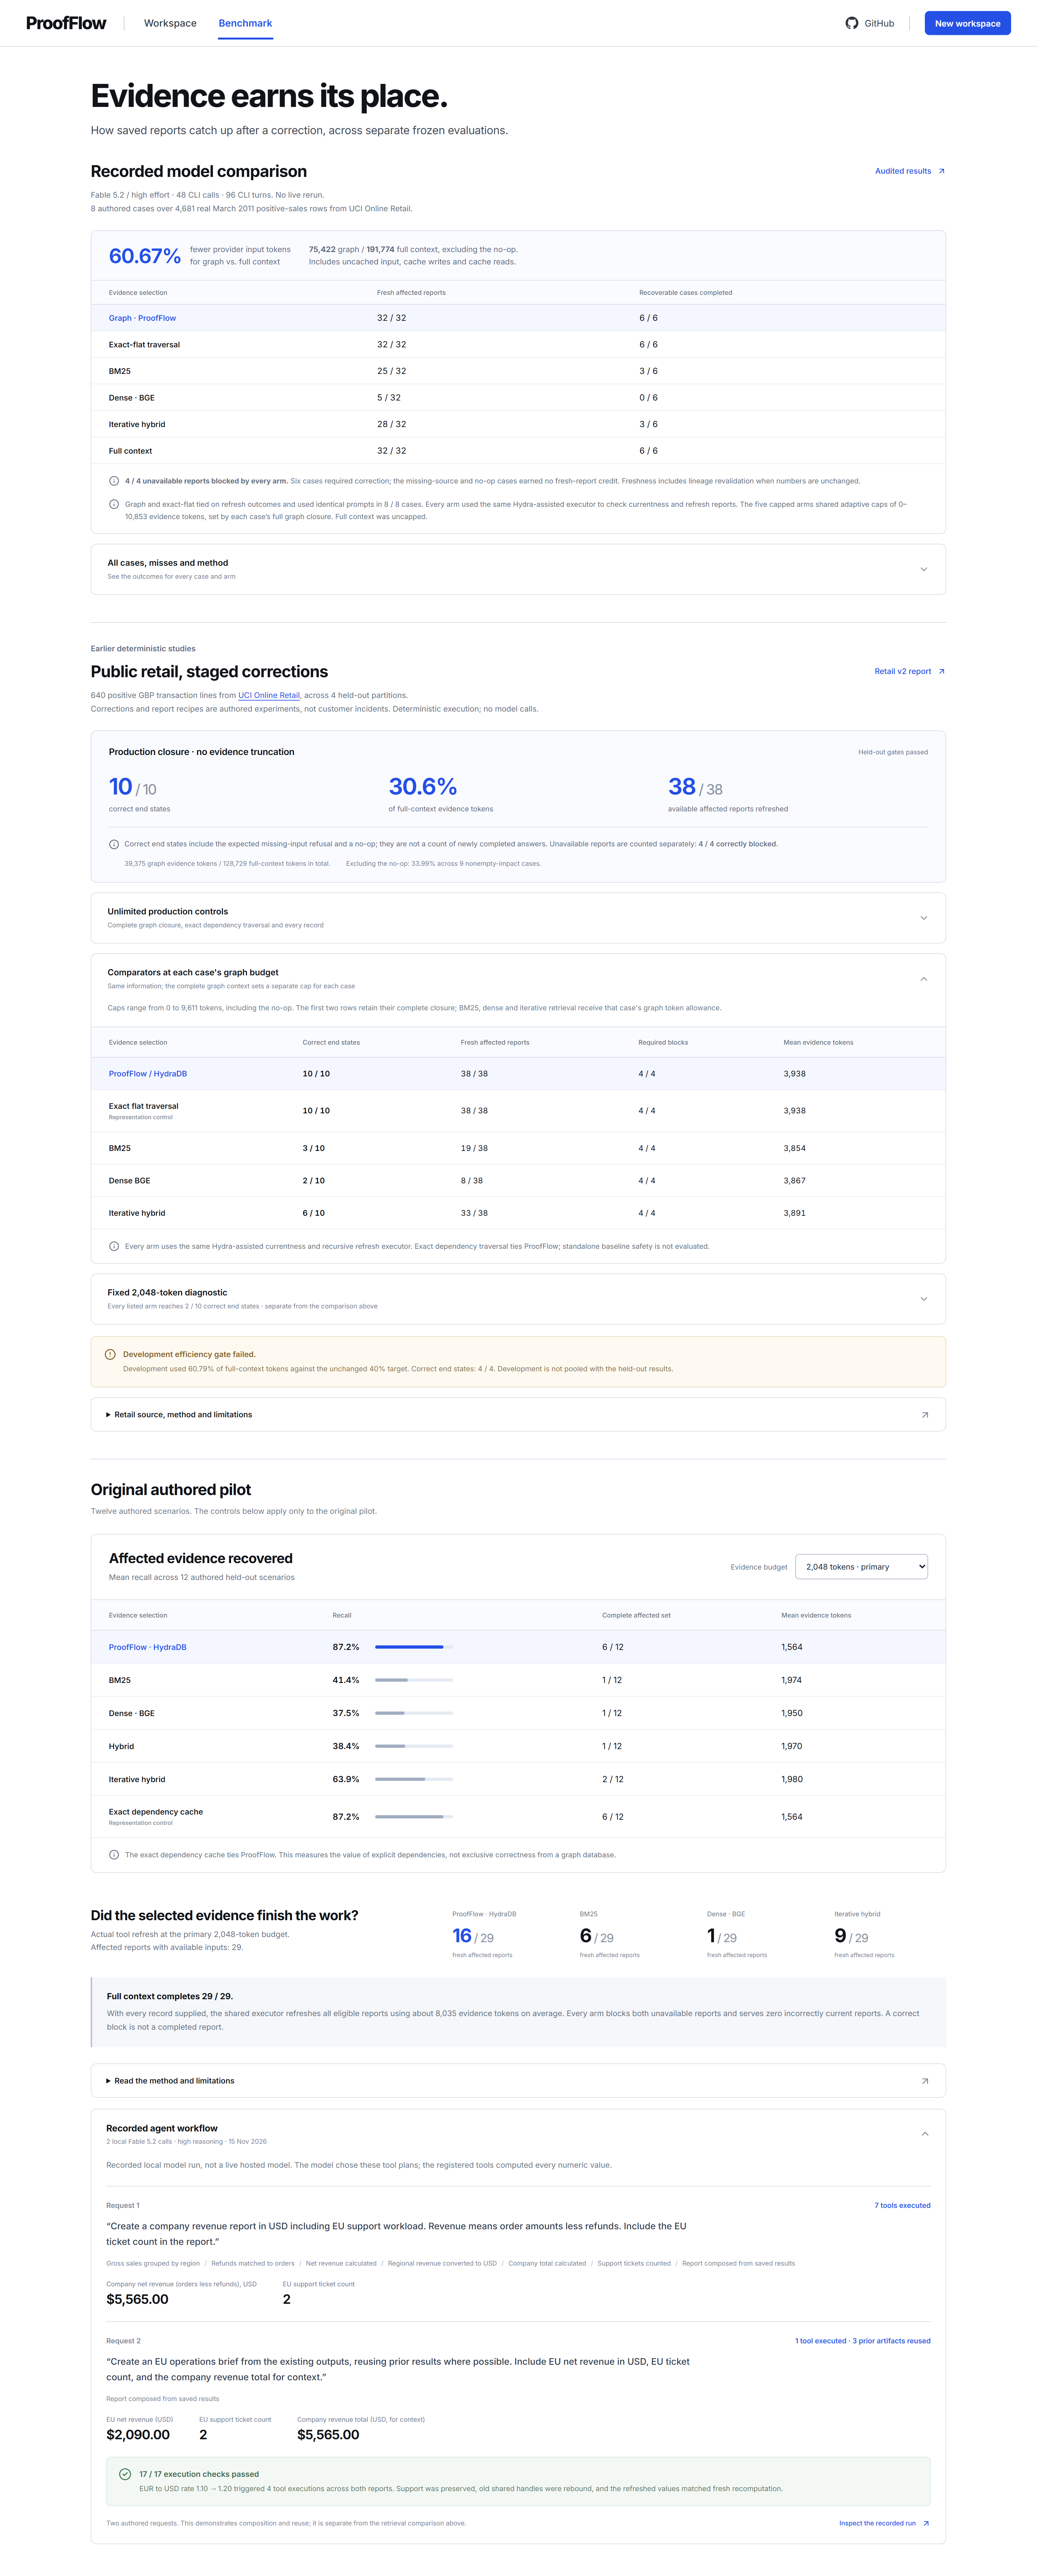 ProofFlow
Workspace
Benchmark
GitHub
New workspace
Evidence earns its place.
How saved reports catch up after a correction, across separate frozen evaluations.
Recorded model comparison
Audited results
Fable 5.2 / high effort · 48 CLI calls · 96 CLI turns. No live rerun.
8 authored cases over 4,681 real March 2011 positive-sales rows from UCI Online Retail.
60.67%
fewer provider input tokens
for graph vs. full context
75,422 graph / 191,774 full context, excluding the no-op.
Includes uncached input, cache writes and cache reads.
Evidence selection Fresh affected reports Recoverable cases completed
Graph · ProofFlow 32 / 32 6 / 6
Exact-flat traversal 32 / 32 6 / 6
BM25 25 / 32 3 / 6
Dense · BGE 5 / 32 0 / 6
Iterative hybrid 28 / 32 3 / 6
Full context 32 / 32 6 / 6
4 / 4 unavailable reports blocked by every arm. Six cases required correction; the missing-source and no-op cases earned no fresh-report credit. Freshness includes lineage revalidation when numbers are unchanged.
Graph and exact-flat tied on refresh outcomes and used identical prompts in 8 / 8 cases. Every arm used the same Hydra-assisted executor to check currentness and refresh reports. The five capped arms shared adaptive caps of 0–
10,853 evidence tokens, set by each case's full graph closure. Full context was uncapped.
All cases, misses and method
See the outcomes for every case and arm
Earlier deterministic studies
Public retail, staged corrections
Retail v2 report
640 positive GBP transaction lines from UCI Online Retail, across 4 held-out partitions.
Corrections and report recipes are authored experiments, not customer incidents. Deterministic execution; no model calls.
Production closure · no evidence truncation
Held-out gates passed
10 / 10 30.6% 38 / 38
correct end states of full-context evidence tokens available affected reports refreshed
Correct end states include the expected missing-input refusal and a no-op; they are not a count of newly completed answers. Unavailable reports are counted separately: 4 / 4 correctly blocked.
39,375 graph evidence tokens / 128,729 full-context tokens in total. Excluding the no-op: 33.99% across 9 nonempty-impact cases.
Unlimited production controls
Complete graph closure, exact dependency traversal and every record
Comparators at each case's graph budget
Same information; the complete graph context sets a separate cap for each case
Caps range from 0 to 9,611 tokens, including the no-op. The first two rows retain their complete closure; BM25, dense and iterative retrieval receive that case's graph token allowance.
Evidence selection Correct end states Fresh affected reports Required blocks Mean evidence tokens
ProofFlow / HydraDB 10 / 10 38 / 38 4 / 4 3,938
Exact flat traversal 10 / 10 38 / 38 4 / 4 3,938
Representation control
BM25 3 / 10 19 / 38 4 / 4 3,854
Dense BGE 2 / 10 8 / 38 4 / 4 3,867
Iterative hybrid 6 / 10 33 / 38 4 / 4 3,891
Every arm uses the same Hydra-assisted currentness and recursive refresh executor. Exact dependency traversal ties ProofFlow; standalone baseline safety is not evaluated.
Fixed 2,048-token diagnostic
Every listed arm reaches 2 / 10 correct end states · separate from the comparison above
Development efficiency gate failed.
Development used 60.79% of full-context tokens against the unchanged 40% target. Correct end states: 4 / 4. Development is not pooled with the held-out results.
Retail source, method and limitations
Original authored pilot
Twelve authored scenarios. The controls below apply only to the original pilot.
Affected evidence recovered
Mean recall across 12 authored held-out scenarios
Evidence budget
2,048 tokens · primary
Evidence selection Recall Complete affected set Mean evidence tokens
ProofFlow · HydraDB 87.2% 6 / 12 1,564
BM25 41.4% 1 / 12 1,974
Dense · BGE 37.5% 1 / 12 1,950
Hybrid 38.4% 1 / 12 1,970
Iterative hybrid 63.9% 2 / 12 1,980
Exact dependency cache 87.2% 6 / 12 1,564
Representation control
The exact dependency cache ties ProofFlow. This measures the value of explicit dependencies, not exclusive correctness from a graph database.
Did the selected evidence finish the work?
Actual tool refresh at the primary 2,048-token budget.
Affected reports with available inputs: 29.
ProofFlow · HydraDB BM25 Dense · BGE Iterative hybrid
16 / 29 6 / 29 1 / 29 9 / 29
fresh affected reports fresh affected reports fresh affected reports fresh affected reports
Full context completes 29 / 29.
With every record supplied, the shared executor refreshes all eligible reports using about 8,035 evidence tokens on average. Every arm blocks both unavailable reports and serves zero incorrectly current reports. A correct
block is not a completed report.
Read the method and limitations
Recorded agent workflow
2 local Fable 5.2 calls · high reasoning · 15 Nov 2026
Recorded local model run, not a live hosted model. The model chose these tool plans; the registered tools computed every numeric value.
Request 1
7 tools executed
“Create a company revenue report in USD including EU support workload. Revenue means order amounts less refunds. Include the EU
ticket count in the report.”
Gross sales grouped by region / Refunds matched to orders / Net revenue calculated / Regional revenue converted to USD / Company total calculated / Support tickets counted / Report composed from saved results
Company net revenue (orders less refunds), USD EU support ticket count
$5,565.00 2
Request 2
1 tool executed · 3 prior artifacts reused
“Create an EU operations brief from the existing outputs, reusing prior results where possible. Include EU net revenue in USD, EU ticket
count, and the company revenue total for context.”
Report composed from saved results
EU net revenue (USD) EU support ticket count Company revenue total (USD, for context)
$2,090.00 2 $5,565.00
17 / 17 execution checks passed
EUR to USD rate 1.10 → 1.20 triggered 4 tool executions across both reports. Support was preserved, old shared handles were rebound, and the refreshed values matched fresh recomputation.
Two authored requests. This demonstrates composition and reuse; it is separate from the retrieval comparison above.
Inspect the recorded run